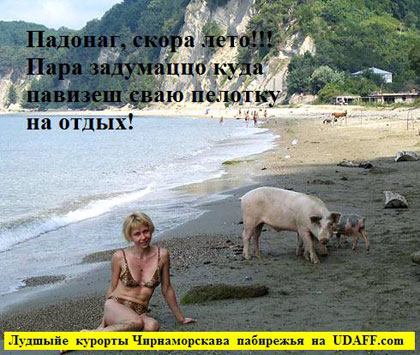 Падонаг, скора лето!!!
Пара задумаццо куда
павизеш сваю пелотку
на отдых!
Лудшыйе курорты Чирнаморскава пабирежья на UDAFF.com